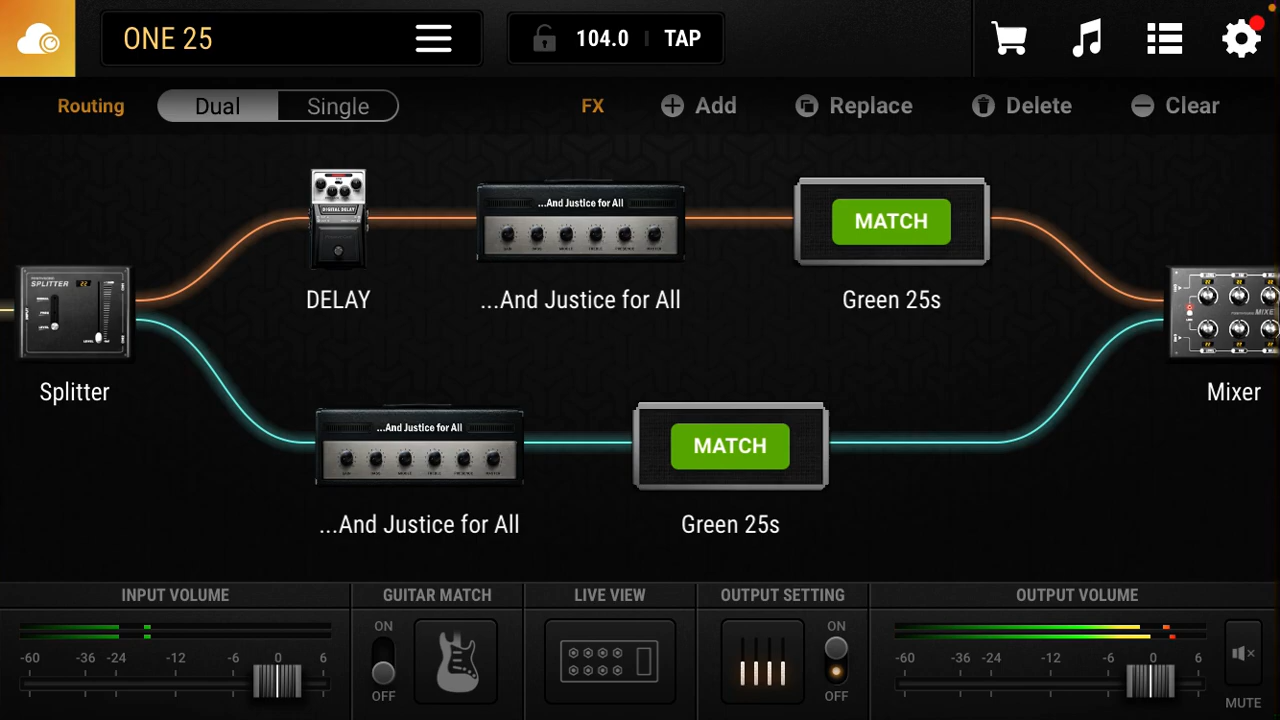 ONE 25
104.0 TAP
Routing Dual Single FX Add Replace Delete Clear
...And Justice for All
DIGITAL DELAY
MATCH
DELAY ...And Justice for All Green 25s
SPLITTER
Splitter
MIXER
Mixer
...And Justice for All
MATCH
...And Justice for All Green 25s
INPUT VOLUME GUITAR MATCH LIVE VIEW OUTPUT SETTING OUTPUT VOLUME
ON ON
-60 -36 -24 -12 -6 0 6 -60 -36 -24 -12 -6 0 6
OFF OFF
MUTE